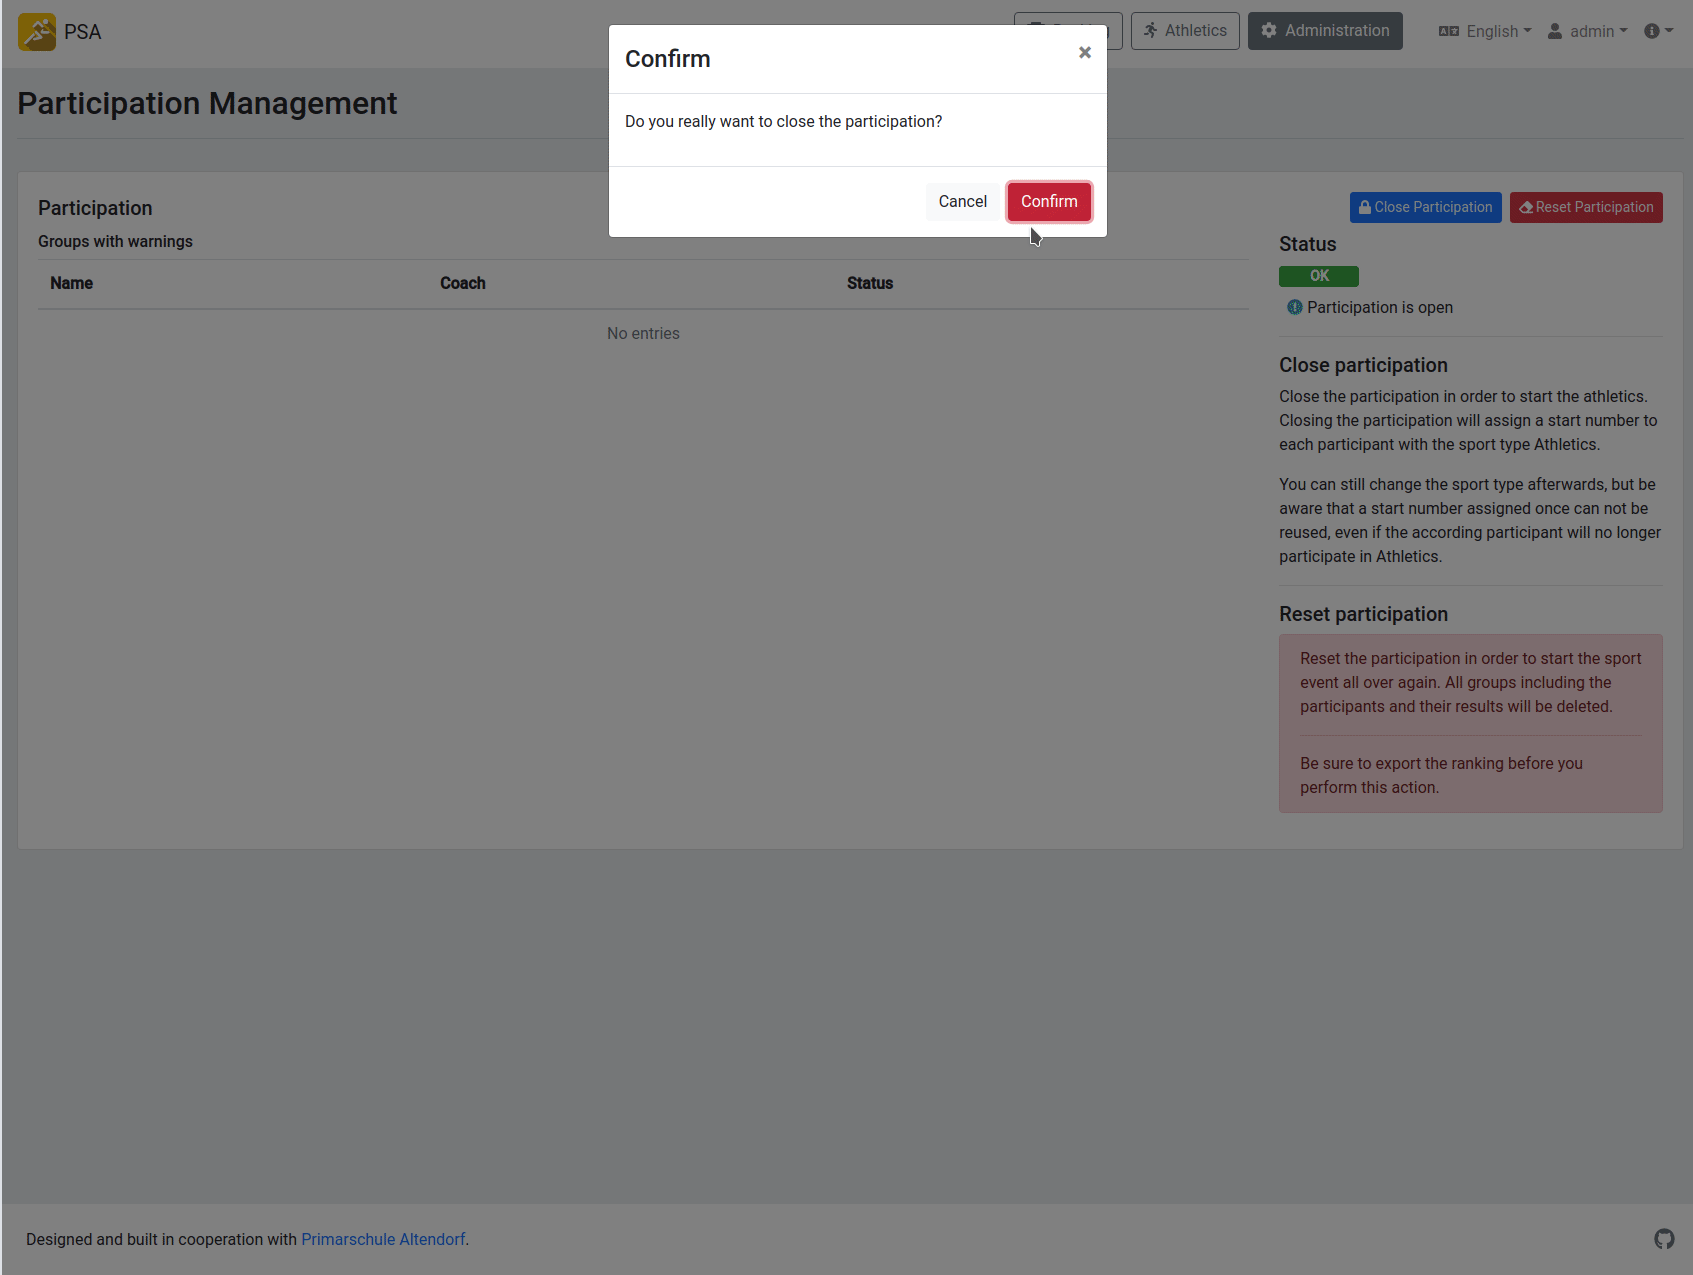 PSA
Athletics
Administration
English
admin
Confirm
×
Do you really want to close the participation?
Cancel
Confirm
Participation Management
Participation
Close Participation
Reset Participation
Groups with warnings
Name
Coach
Status
No entries
Status
OK
Participation is open
Close participation
Close the participation in order to start the athletics.
Closing the participation will assign a start number to
each participant with the sport type Athletics.
You can still change the sport type afterwards, but be
aware that a start number assigned once can not be
reused, even if the according participant will no longer
participate in Athletics.
Reset participation
Reset the participation in order to start the sport
event all over again. All groups including the
participants and their results will be deleted.
Be sure to export the ranking before you
perform this action.
Designed and built in cooperation with Primarschule Altendorf.